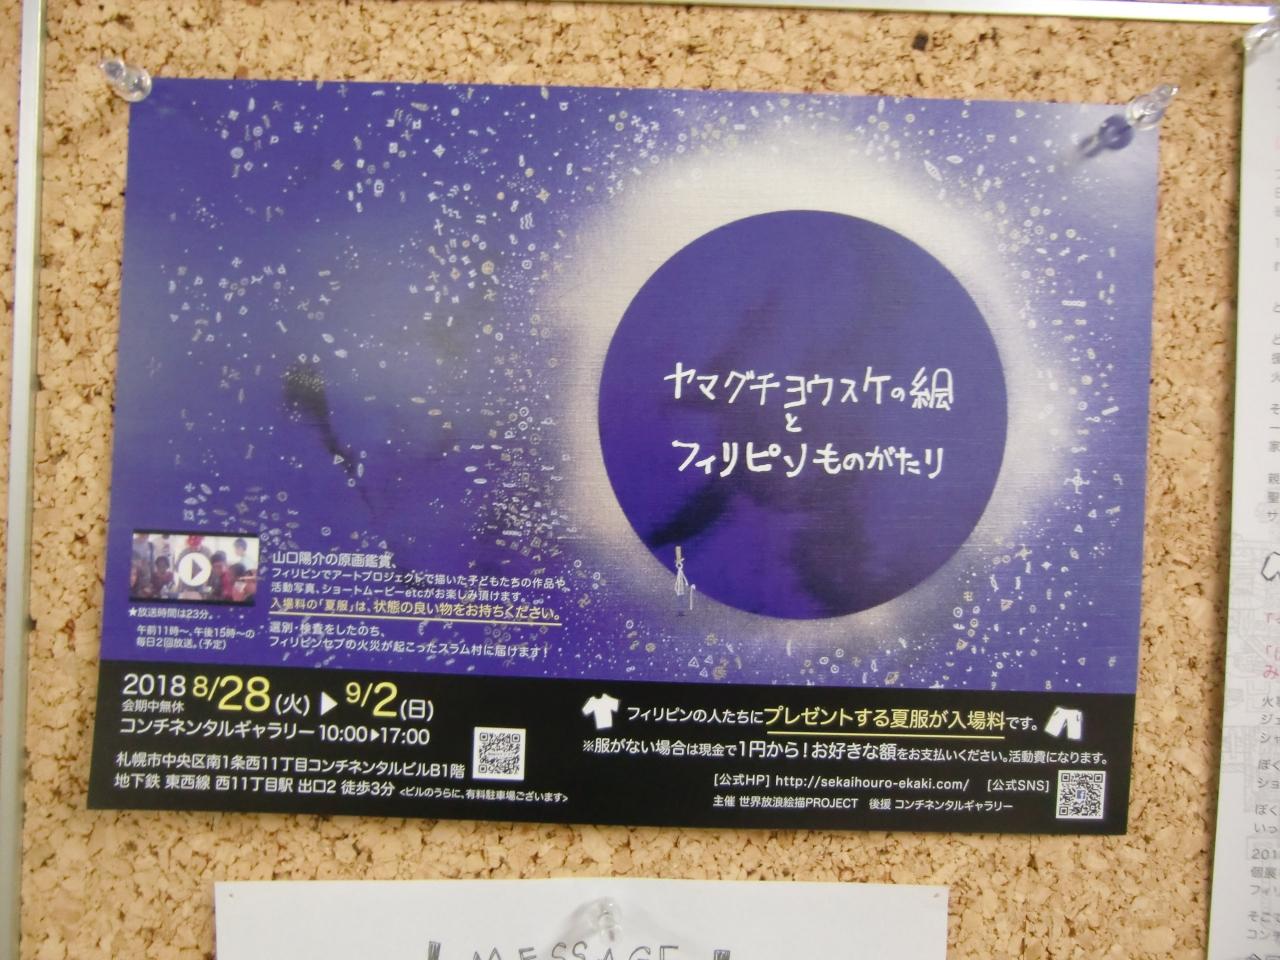 ヤマグチヨウスケの絵
と
フィリピンものがたり
山口陽介の原画鑑賞、
フィリピンでアートプロジェクトで描いた子どもたちの作品や
活動写真、ショートムービーetcがお楽しみ頂けます。
入場料の「夏服」は、状態の良い物をお持ちください。
選別・検査をしたのち、
フィリピンセブの火災が起こったスラム村に届けます！
★放送時間は23分。
午前11時〜、午後15時〜の
毎日2回放送。(予定)
2018 8/28(火)▶9/2(日)
会期中無休
コンチネンタルギャラリー 10:00▶17:00
札幌市中央区南1条西11丁目コンチネンタルビルB1階
地下鉄 東西線 西11丁目駅 出口2 徒歩3分 <ビルのうらに、有料駐車場ございます>
フィリピンの人たちにプレゼントする夏服が入場料です。
※服がない場合は現金で1円から！お好きな額をお支払いください。活動費になります。
[公式HP] http://sekaihouro-ekaki.com/ [公式SNS]
主催 世界放浪絵描PROJECT 後援 コンチネンタルギャラリー
MESSAGE